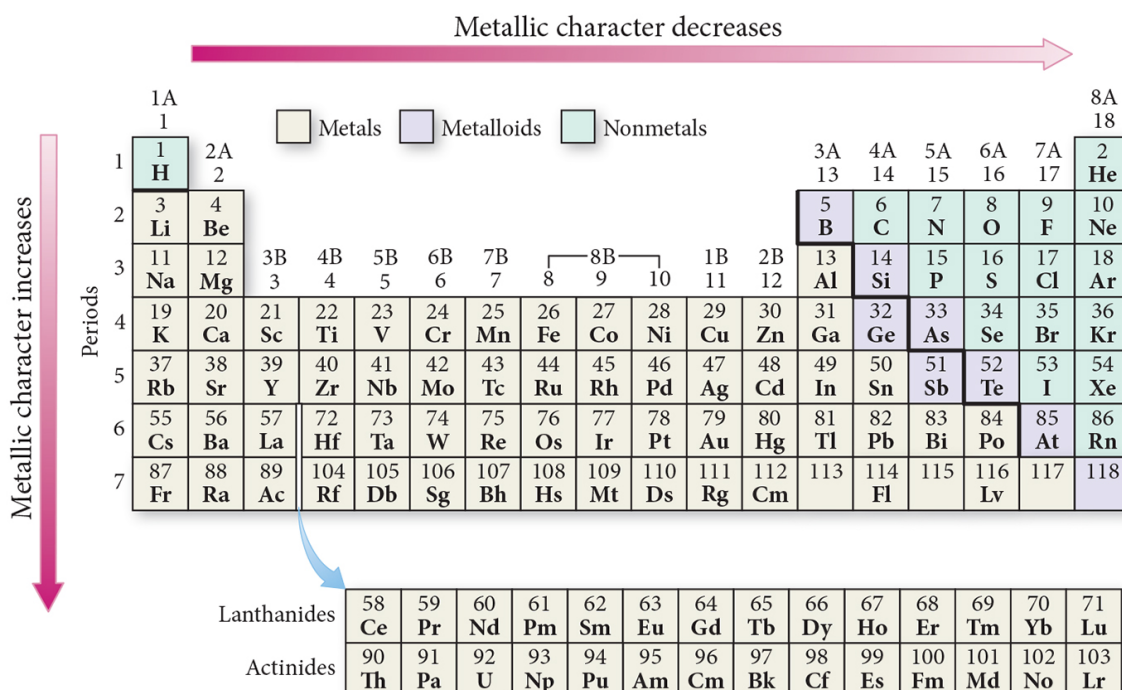 Metallic character decreases
1A
1
8A
18
Metals
Metalloids
Nonmetals
2A
2
3A 4A 5A 6A 7A
13 14 15 16 17
1
1
H
2
He
2
3 4 5 6 7 8 9 10
Li Be B C N O F Ne
3
11 12 13 14 15 16 17 18
Na Mg Al Si P S Cl Ar
3B 4B 5B 6B 7B 8B 1B 2B
3 4 5 6 7 8 9 10 11 12
4
19 20 21 22 23 24 25 26 27 28 29 30 31 32 33 34 35 36
K Ca Sc Ti V Cr Mn Fe Co Ni Cu Zn Ga Ge As Se Br Kr
5
37 38 39 40 41 42 43 44 45 46 47 48 49 50 51 52 53 54
Rb Sr Y Zr Nb Mo Tc Ru Rh Pd Ag Cd In Sn Sb Te I Xe
6
55 56 57 72 73 74 75 76 77 78 79 80 81 82 83 84 85 86
Cs Ba La Hf Ta W Re Os Ir Pt Au Hg Tl Pb Bi Po At Rn
7
87 88 89 104 105 106 107 108 109 110 111 112 113 114 115 116 117 118
Fr Ra Ac Rf Db Sg Bh Hs Mt Ds Rg Cm Fl Lv
Periods
Metallic character increases
Lanthanides
58 59 60 61 62 63 64 65 66 67 68 69 70 71
Ce Pr Nd Pm Sm Eu Gd Tb Dy Ho Er Tm Yb Lu
Actinides
90 91 92 93 94 95 96 97 98 99 100 101 102 103
Th Pa U Np Pu Am Cm Bk Cf Es Fm Md No Lr